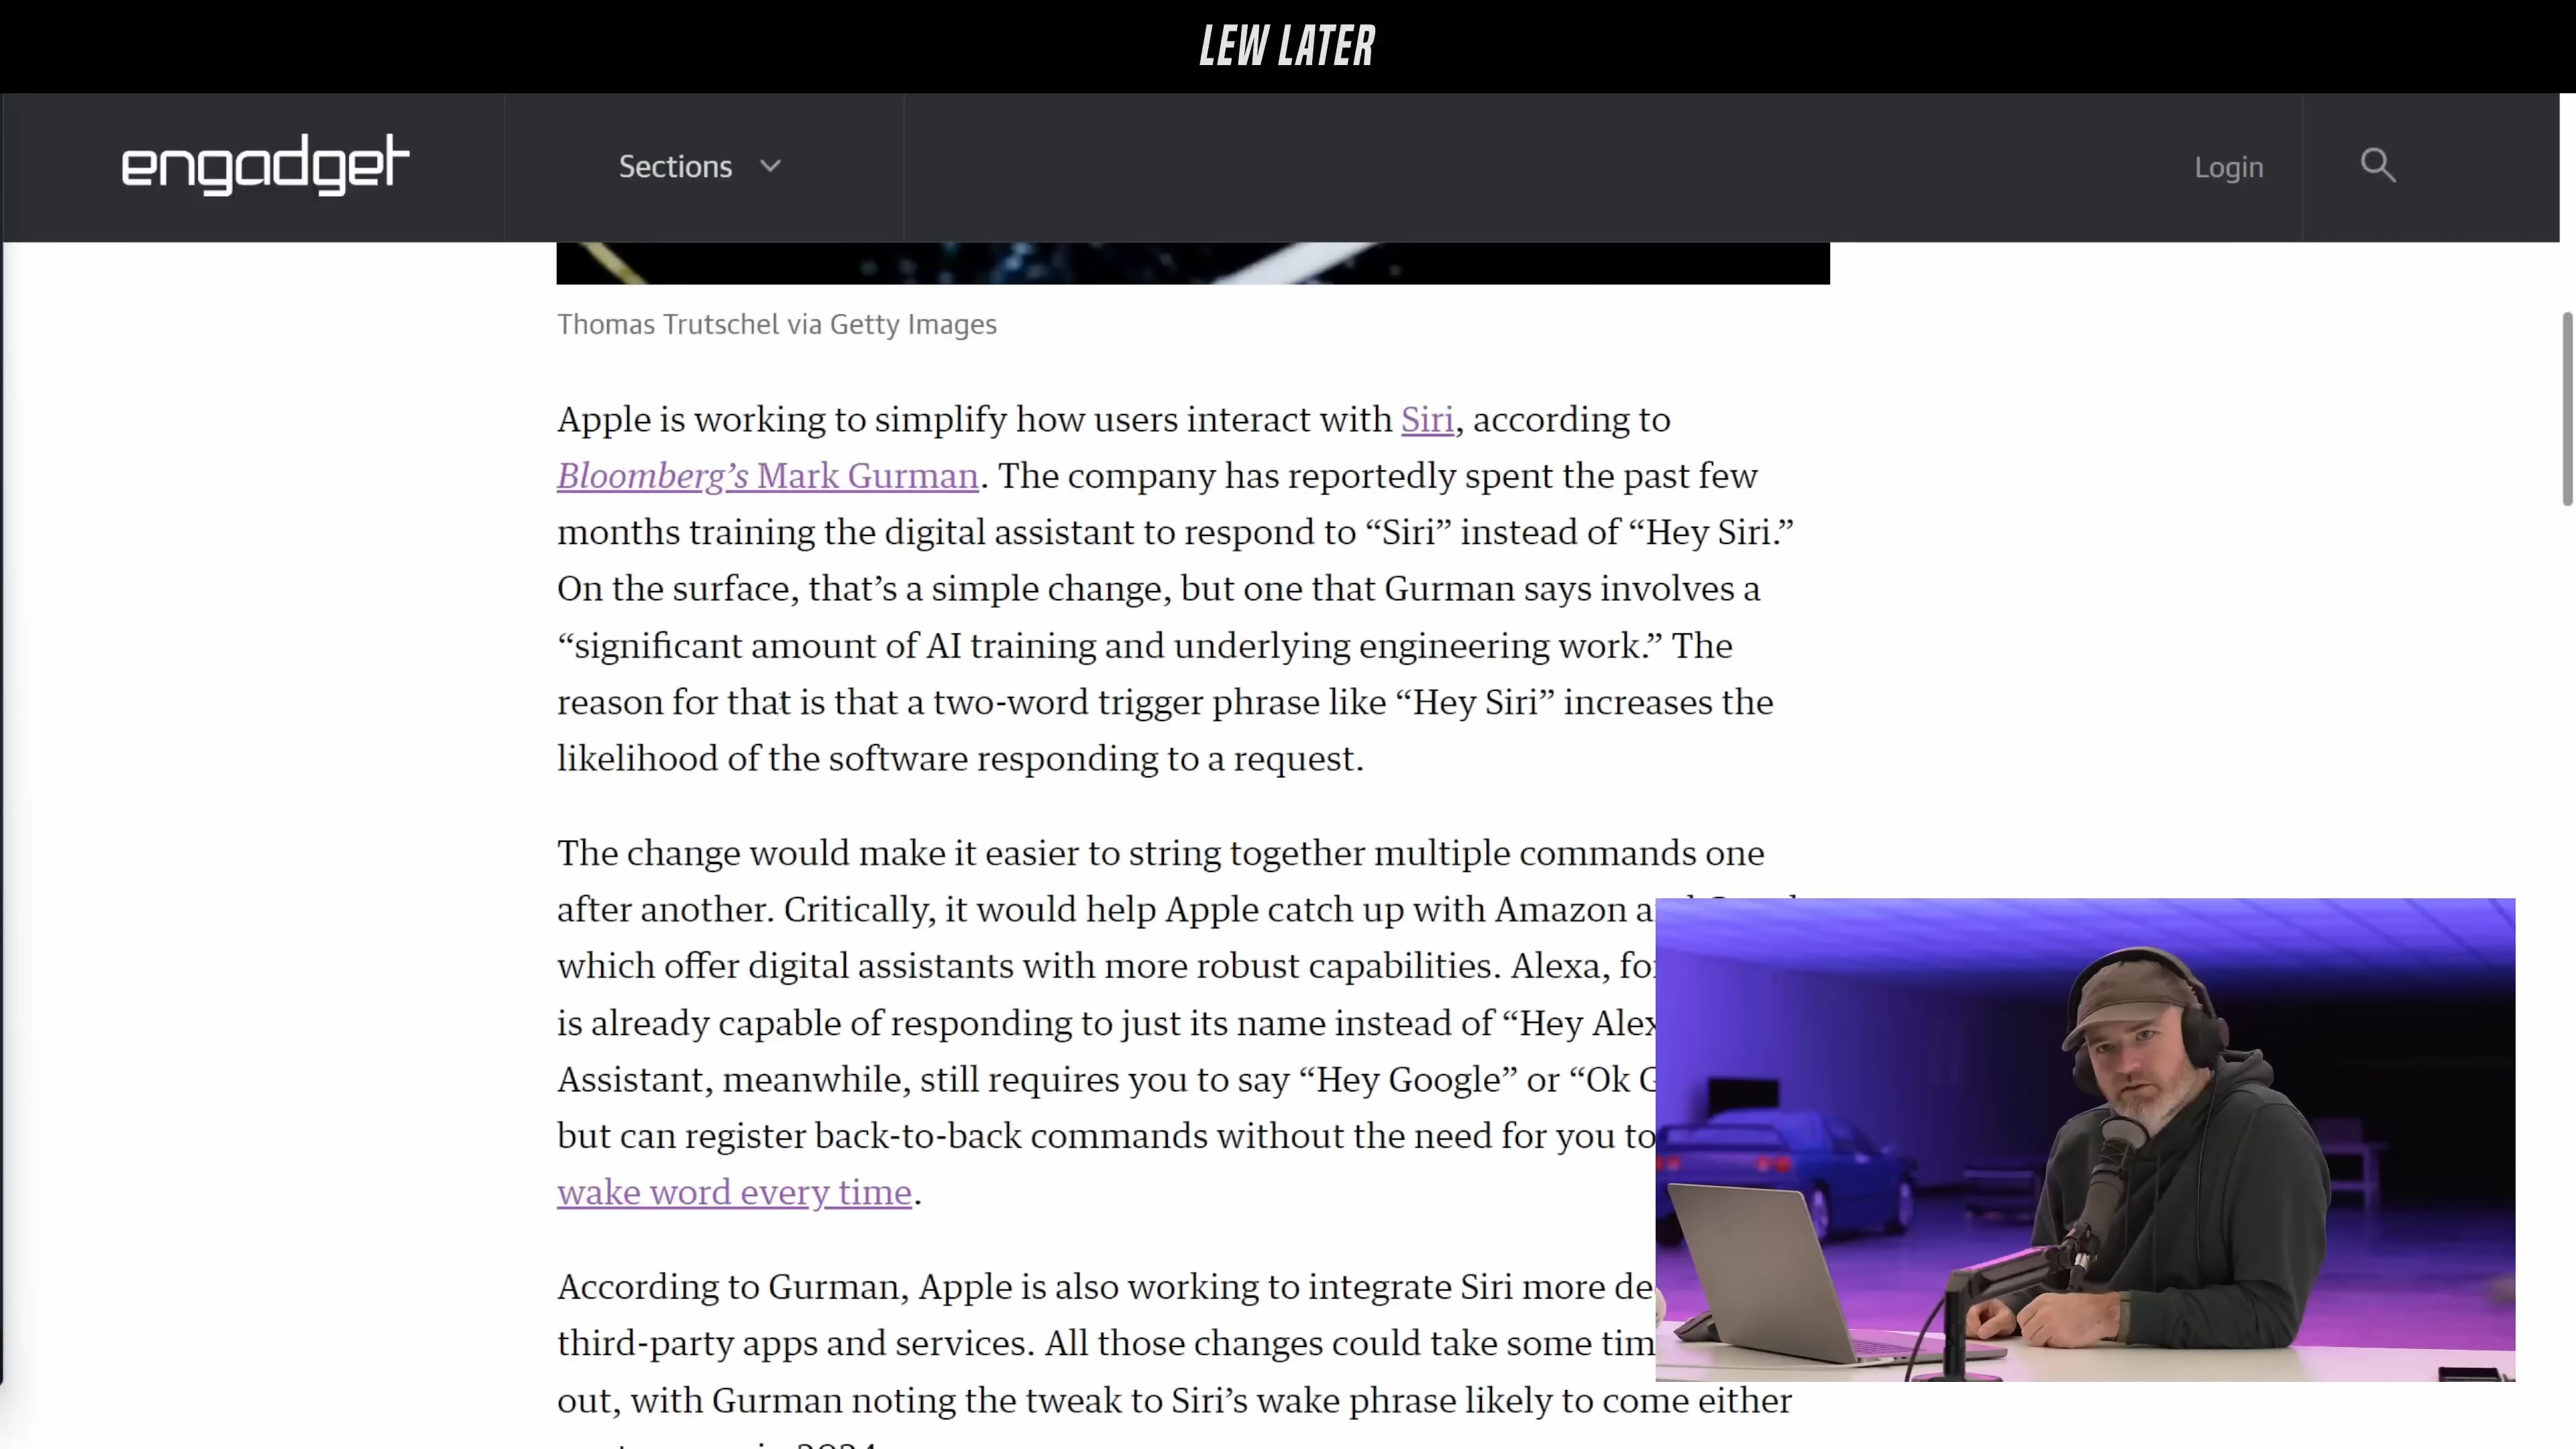 LEW LATER
engadget
Sections
Login
Thomas Trutschel via Getty Images
Apple is working to simplify how users interact with Siri, according to
Bloomberg’s Mark Gurman. The company has reportedly spent the past few
months training the digital assistant to respond to “Siri” instead of “Hey Siri.”
On the surface, that’s a simple change, but one that Gurman says involves a
“significant amount of AI training and underlying engineering work.” The
reason for that is that a two-word trigger phrase like “Hey Siri” increases the
likelihood of the software responding to a request.
The change would make it easier to string together multiple commands one
after another. Critically, it would help Apple catch up with Amazon
which offer digital assistants with more robust capabilities. Alexa,
is already capable of responding to just its name instead of “Hey
Assistant, meanwhile, still requires you to say “Hey Google” or “Ok
but can register back-to-back commands without the need for you to
wake word every time.
According to Gurman, Apple is also working to integrate Siri more
third-party apps and services. All those changes could take some
out, with Gurman noting the tweak to Siri’s wake phrase likely to come either